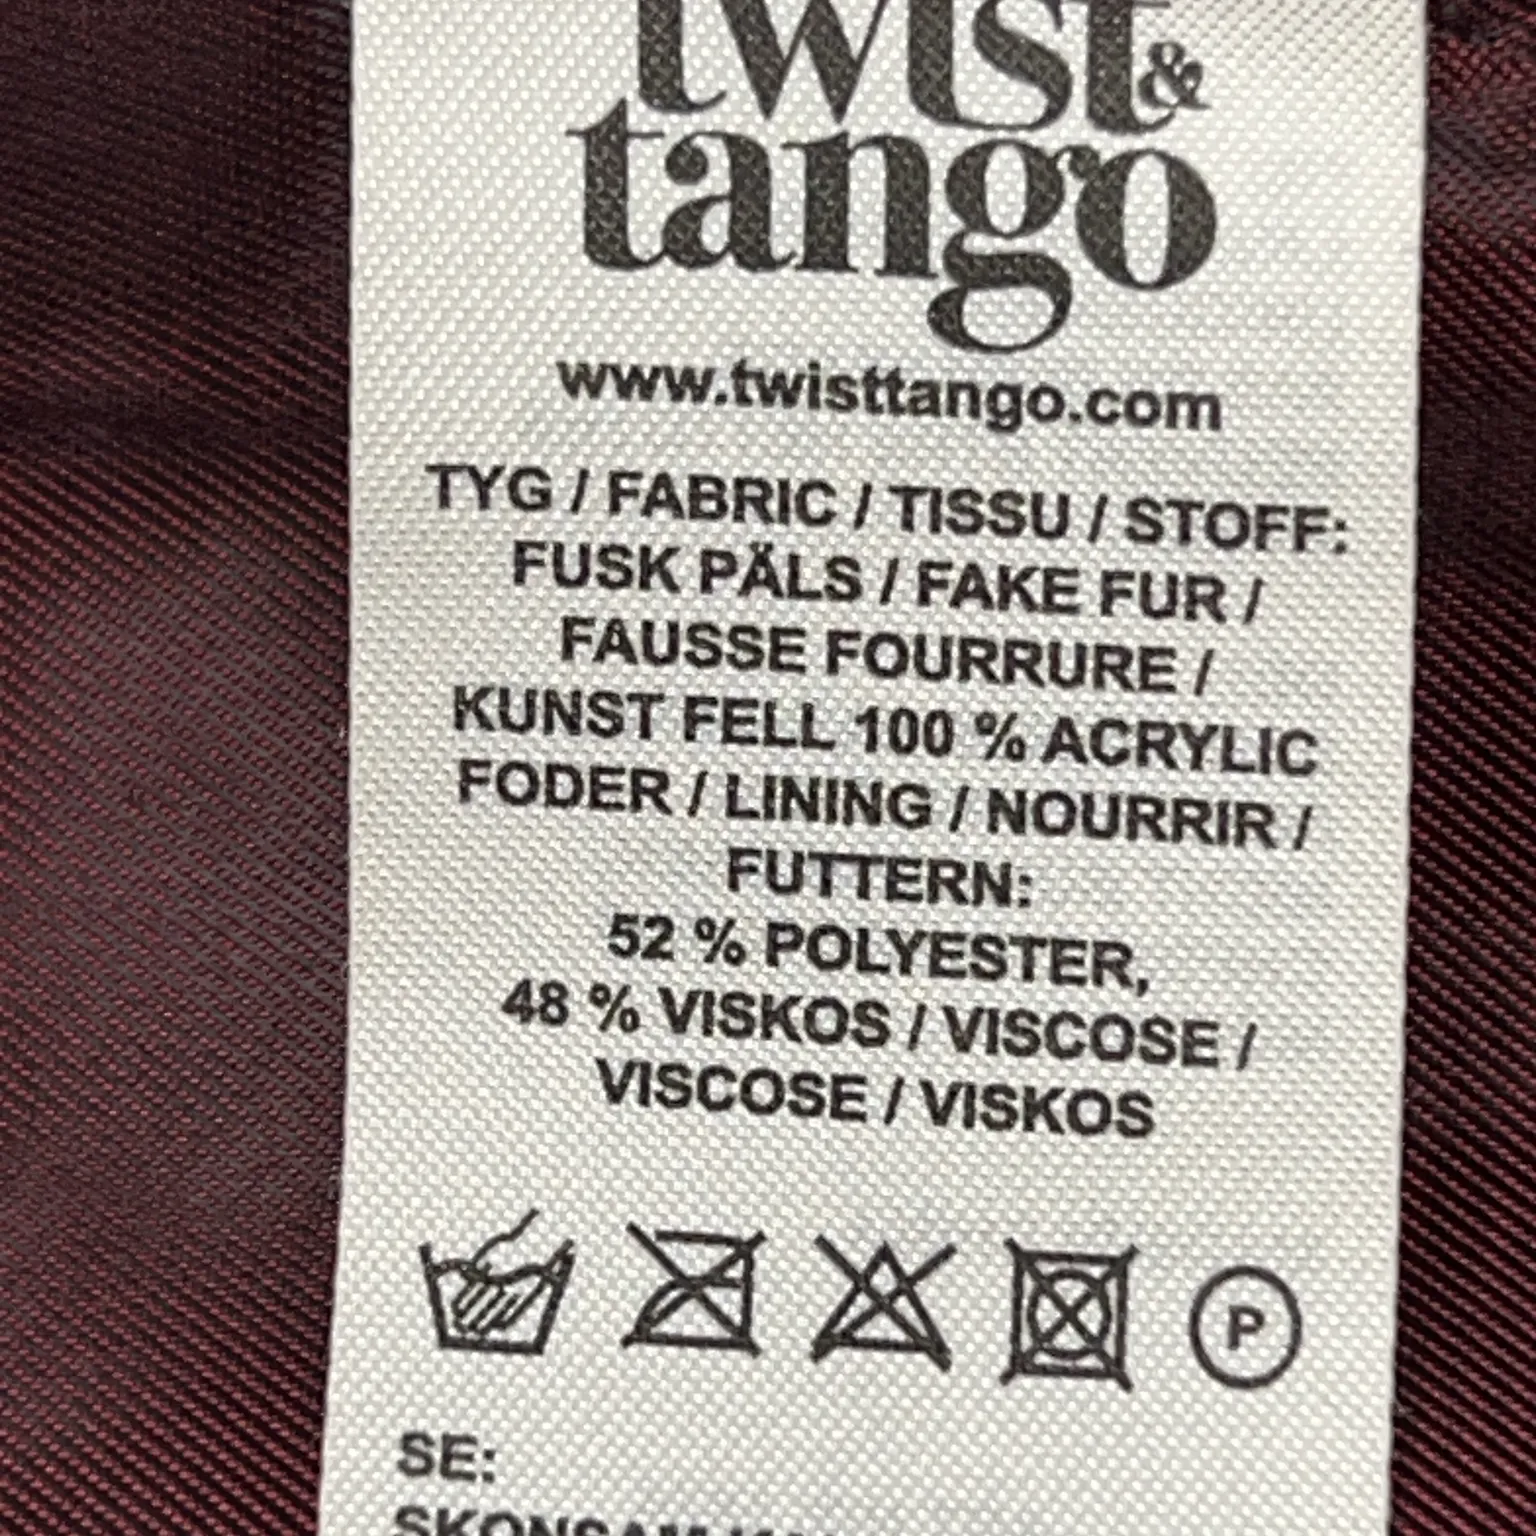 twist &
tango
www.twisttango.com
TYG / FABRIC / TISSU / STOFF:
FUSK PÄLS / FAKE FUR /
FAUSSE FOURRURE /
KUNST FELL 100 % ACRYLIC
FODER / LINING / NOURRIR /
FUTTERN:
52 % POLYESTER,
48 % VISKOS / VISCOSE /
VISCOSE / VISKOS
P
SE: